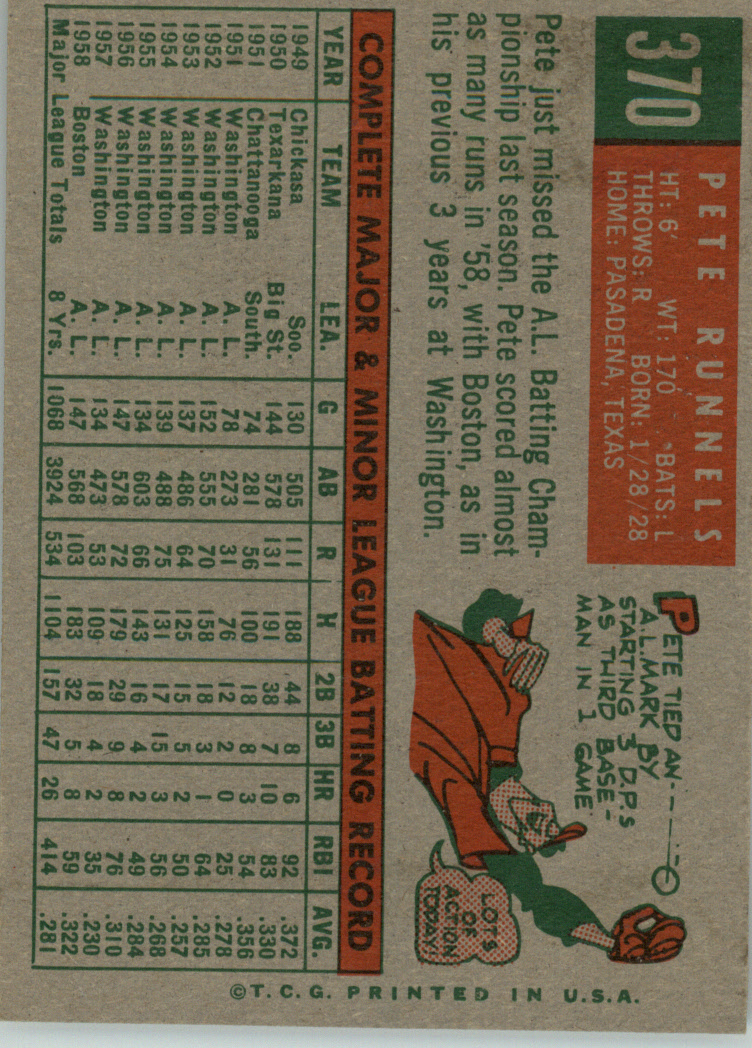 370
PETE RUNNELS
HT: 6' WT: 170 BATS: L
THROWS: R BORN: 1/28/28
HOME: PASADENA, TEXAS
Pete just missed the A.L. Batting Cham-
pionship last season. Pete scored almost
as many runs in '58, with Boston, as in
his previous 3 years at Washington.
PETE TIED AN
A.L. MARK BY
STARTING 3 D.P.s
AS THIRD BASE-
MAN IN 1 GAME
LOTS
OF
ACTION
TODAY!
COMPLETE MAJOR & MINOR LEAGUE BATTING RECORD
YEAR TEAM LEA. G AB R H 2B 3B HR RBI AVG.
1949 Chickasa Soo. 130 505 111 188 44 8 6 92 .372
1950 Texarkana Big St. 144 578 131 191 38 7 10 83 .330
1951 Chattanooga South. 74 281 56 100 18 8 3 54 .356
1951 Washington A. L. 78 273 31 76 12 2 0 25 .278
1952 Washington A. L. 152 555 70 158 18 3 1 64 .285
1953 Washington A. L. 137 486 64 125 15 5 2 50 .257
1954 Washington A. L. 139 488 75 131 17 15 3 56 .268
1955 Washington A. L. 134 603 66 143 16 4 2 49 .284
1956 Washington A. L. 147 578 72 179 29 9 8 76 .310
1957 Washington A. L. 134 473 53 109 18 4 2 35 .230
1958 Boston A. L. 147 568 103 183 32 5 8 59 .322
Major League Totals 8 Yrs. 1068 3924 534 1104 157 47 26 414 .281
©T.C.G. PRINTED IN U.S.A.